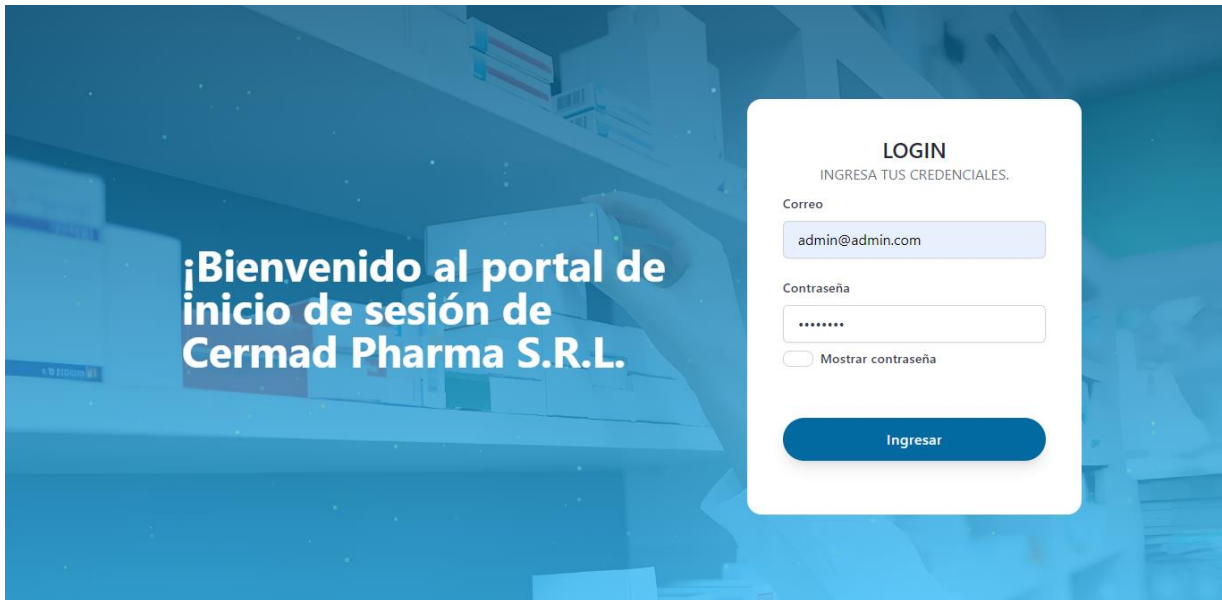 ¡Bienvenido al portal de
inicio de sesión de
Cermad Pharma S.R.L.
LOGIN
INGRESA TUS CREDENCIALES.
Correo
admin@admin.com
Contraseña
••••••••
Mostrar contraseña
Ingresar